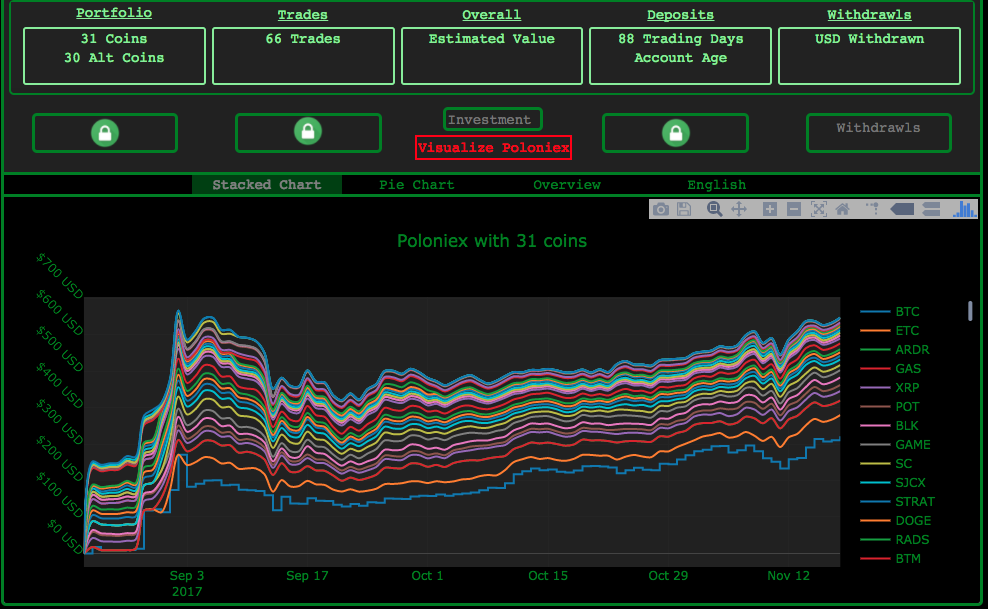 Portfolio Trades Overall Deposits Withdrawls
31 Coins 66 Trades Estimated Value 88 Trading Days USD Withdrawn
30 Alt Coins Account Age
Investment
Withdrawls
Visualize Poloniex
Stacked Chart Pie Chart Overview English
Poloniex with 31 coins
$700 USD
$600 USD
$500 USD
$400 USD
$300 USD
$200 USD
$100 USD
$0 USD
BTC
ETC
ARDR
GAS
XRP
POT
BLK
GAME
SC
SJCX
STRAT
DOGE
RADS
BTM
Sep 3 Sep 17 Oct 1 Oct 15 Oct 29 Nov 12
2017